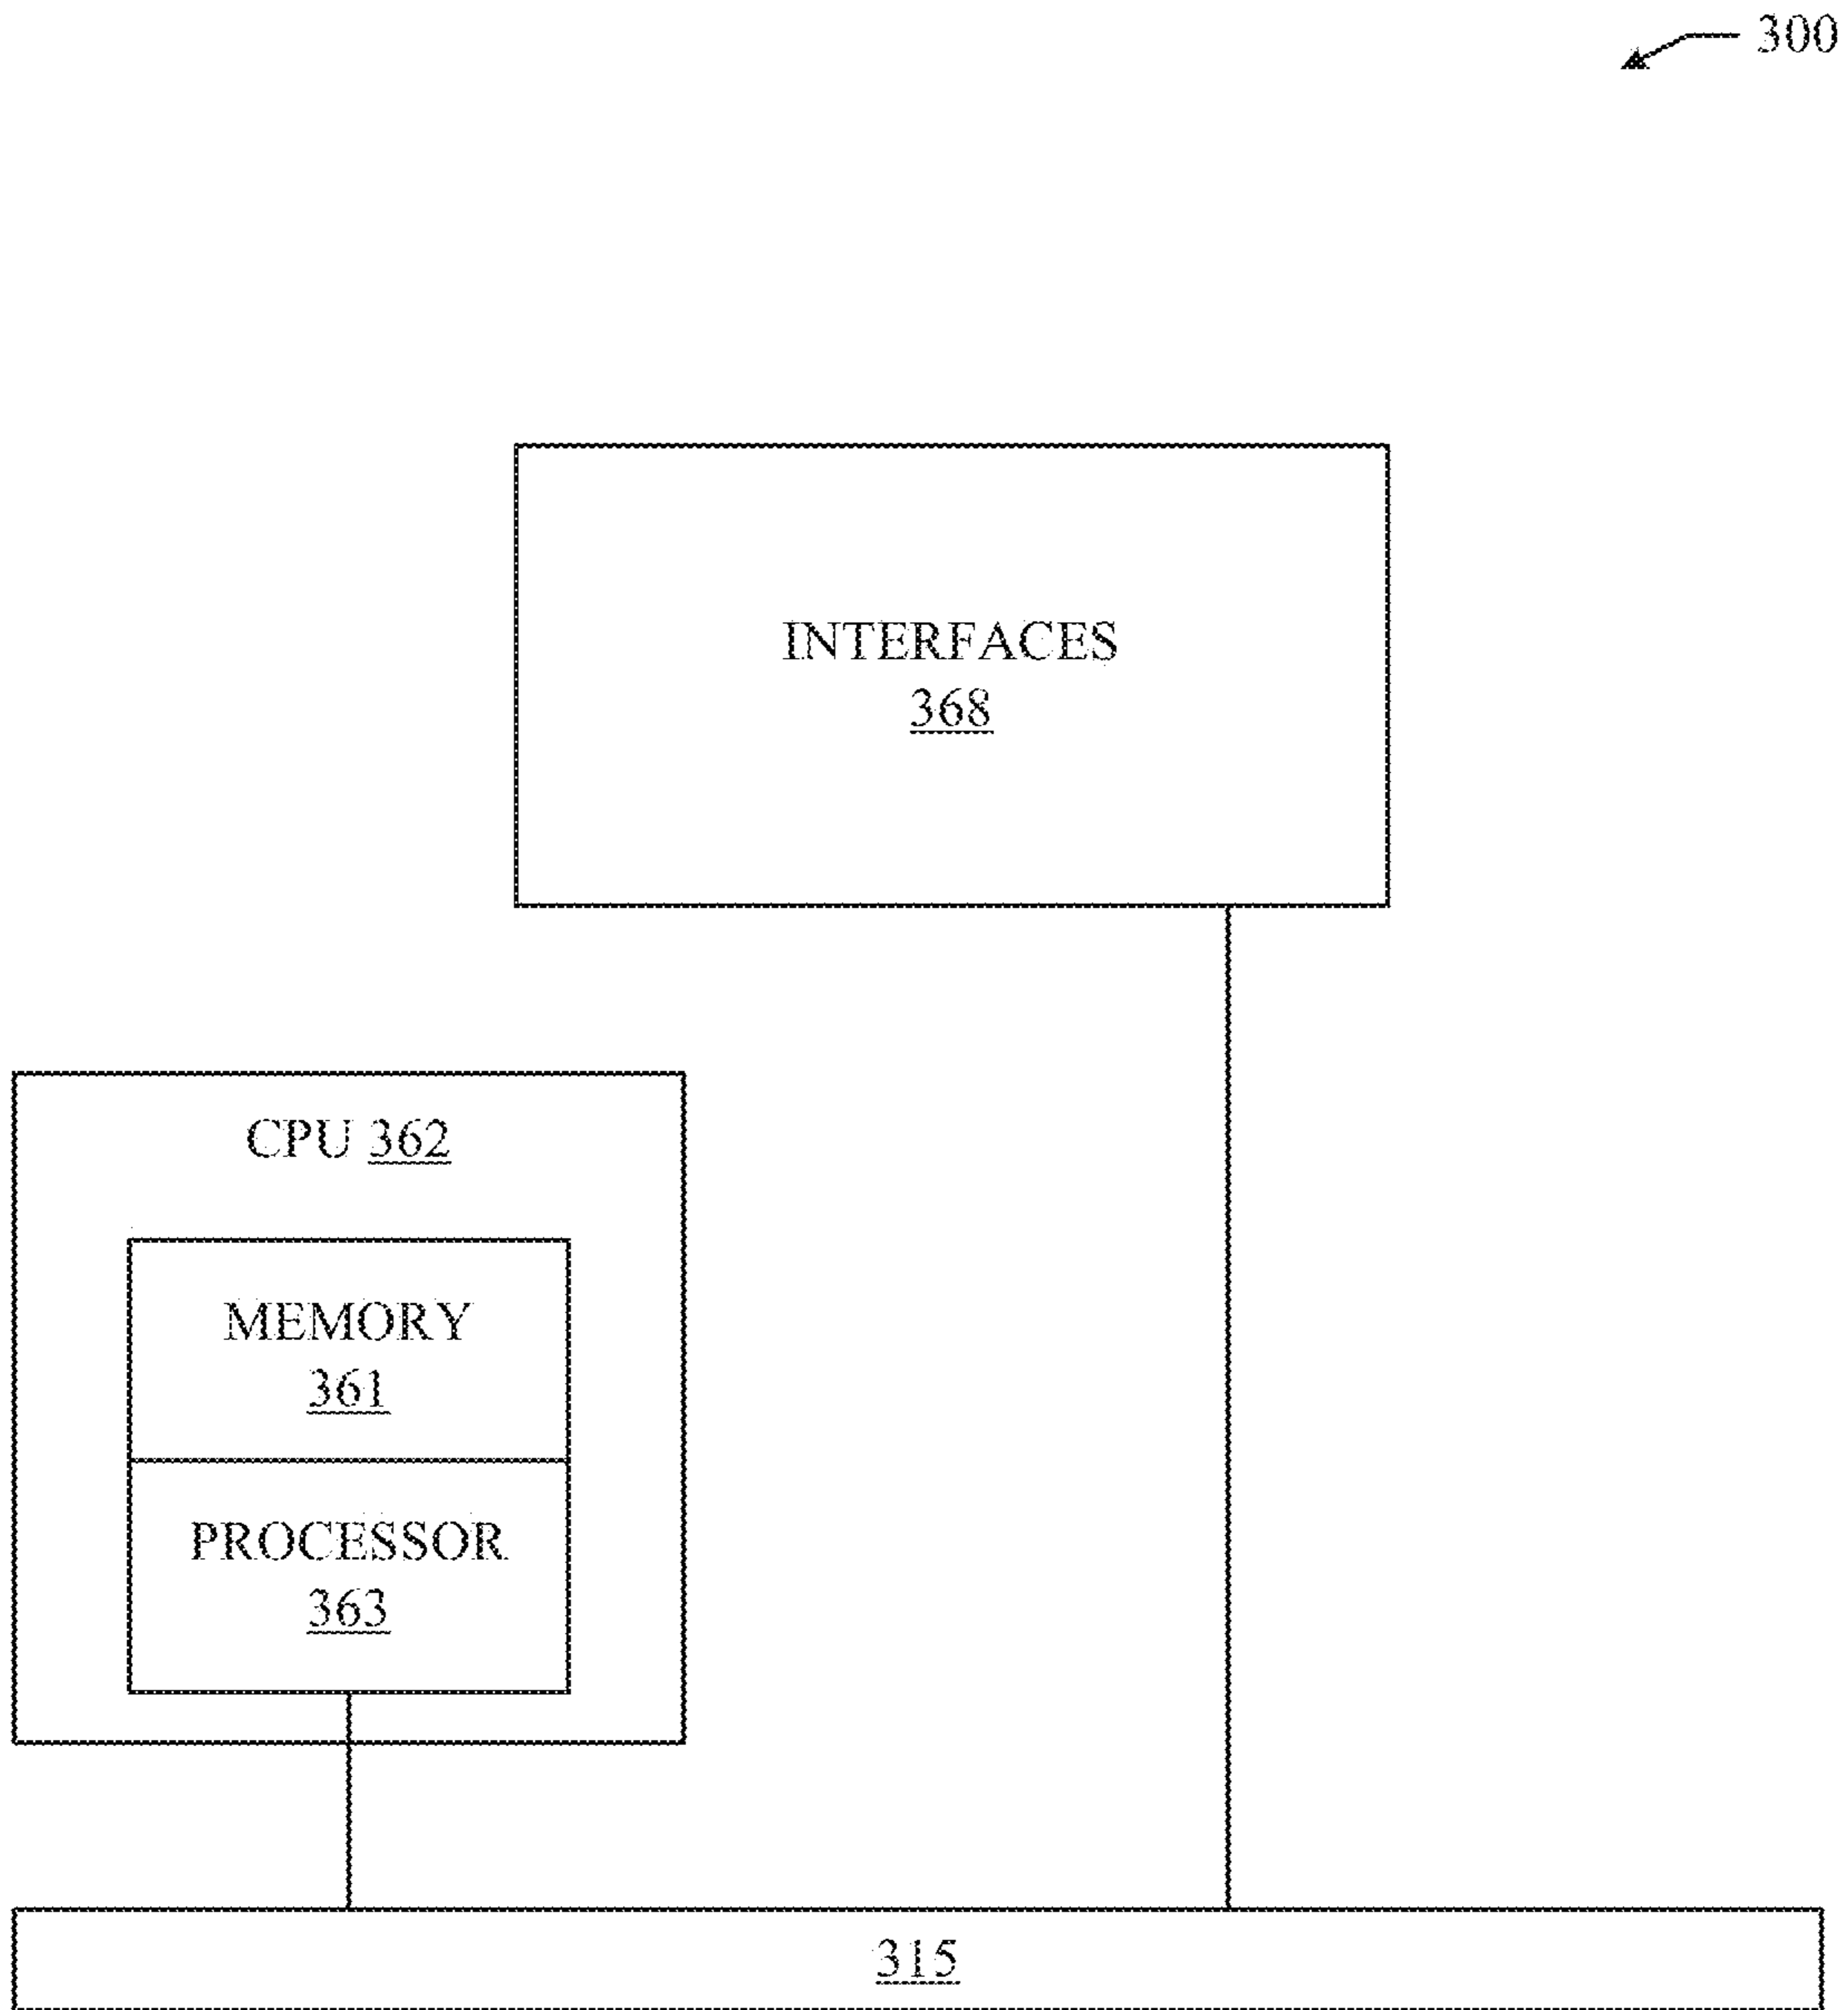 300
INTERFACES
368
CPU 362
MEMORY
361
PROCESSOR
363
315